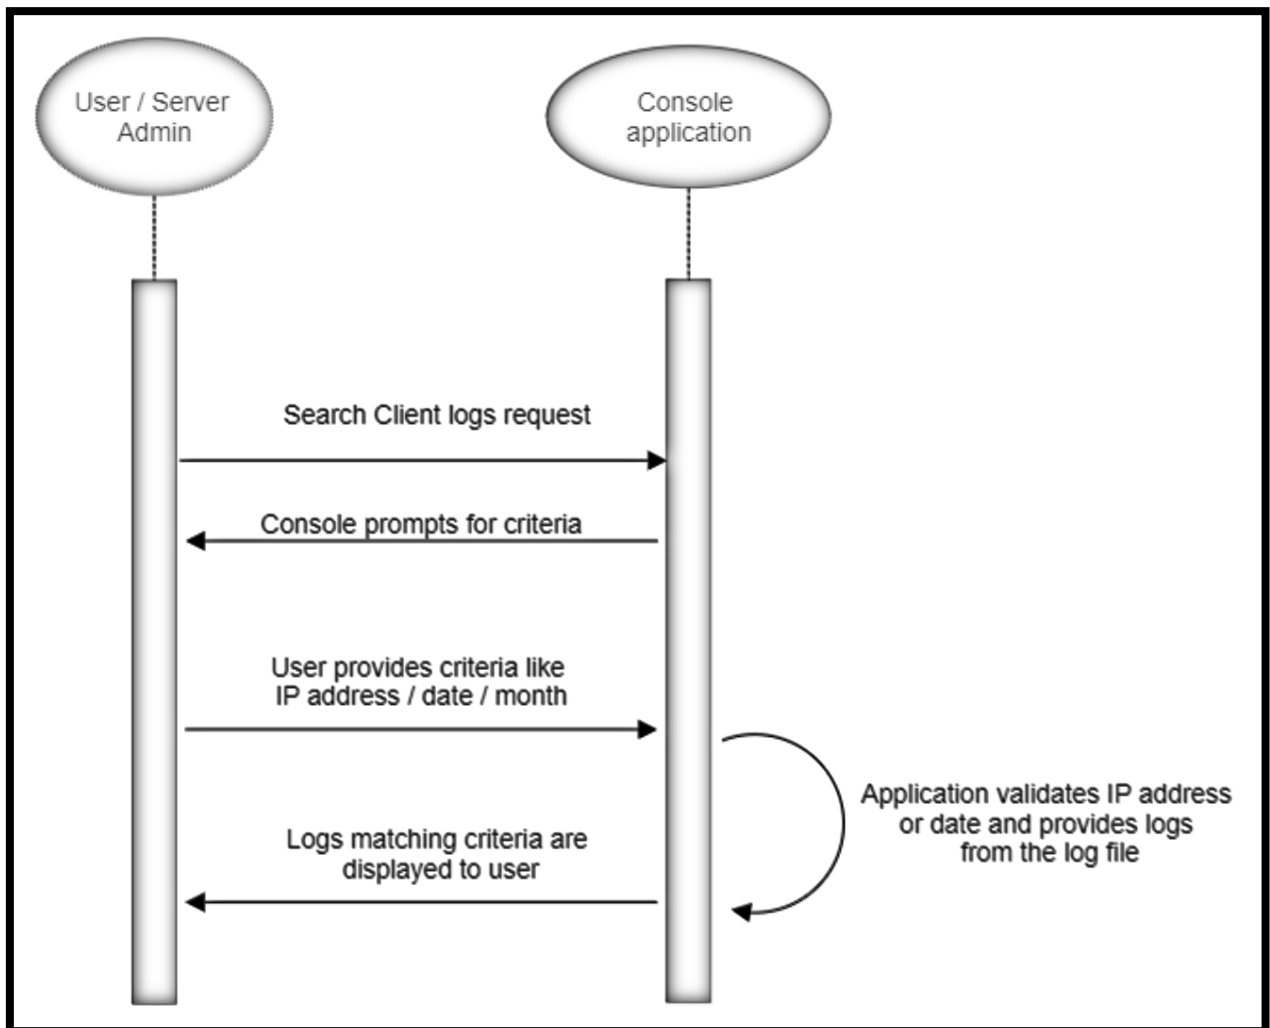 User / Server
Admin
Console
application
Search Client logs request
Console prompts for criteria
User provides criteria like
IP address / date / month
Application validates IP address
or date and provides logs
from the log file
Logs matching criteria are
displayed to user